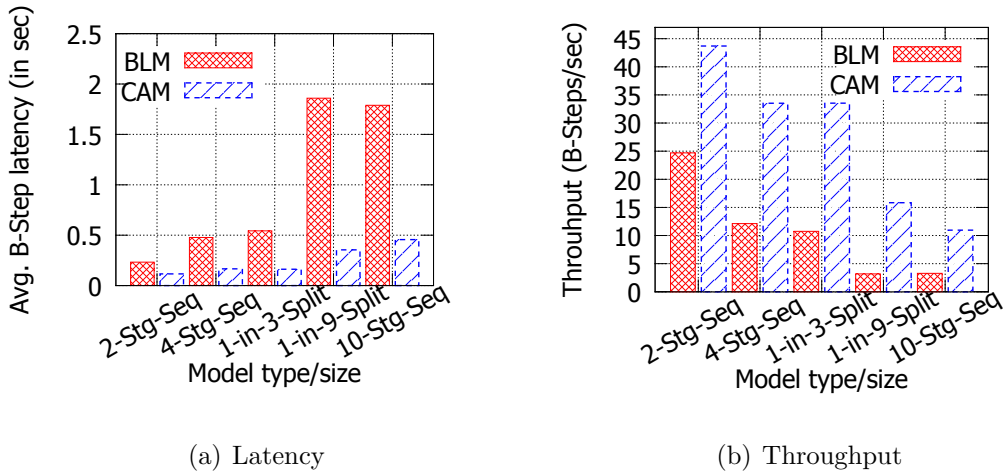 Avg. B-Step latency (in sec)
2.5
2
1.5
1
0.5
0
BLM
CAM
2-Stg-Seq
4-Stg-Seq
1-in-3-Split
1-in-9-Split
10-Stg-Seq
Model type/size
(a) Latency
Throuhput (B-Steps/sec)
45
40
35
30
25
20
15
10
5
0
BLM
CAM
2-Stg-Seq
4-Stg-Seq
1-in-3-Split
1-in-9-Split
10-Stg-Seq
Model type/size
(b) Throughput